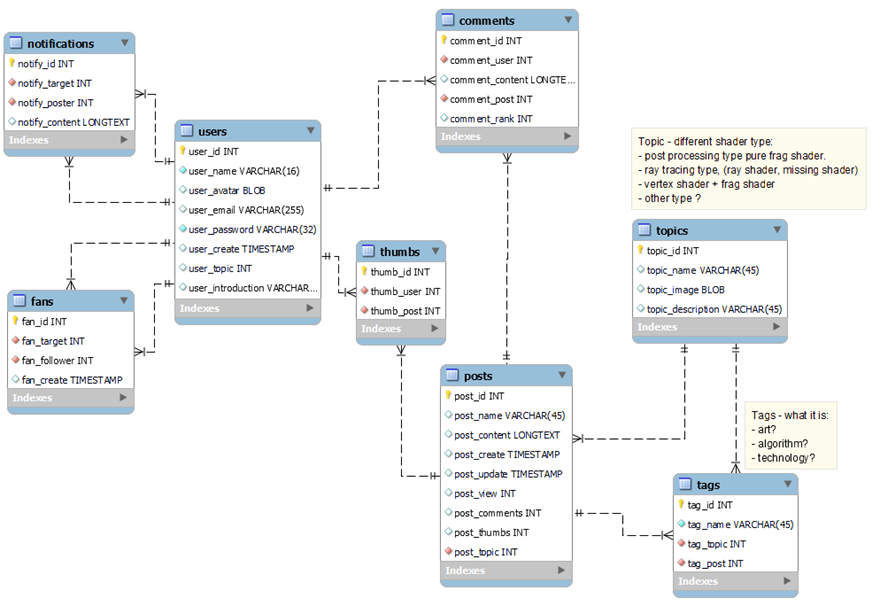 notifications
notify_id INT
notify_target INT
notify_poster INT
notify_content LONGTEXT
Indexes
users
user_id INT
user_name VARCHAR(16)
user_avatar BLOB
user_email VARCHAR(255)
user_password VARCHAR(32)
user_create TIMESTAMP
user_topic INT
user_introduction VARCHAR...
Indexes
comments
comment_id INT
comment_user INT
comment_content LONGTE...
comment_post INT
comment_rank INT
Indexes
Topic - different shader type:
- post processing type pure frag shader.
- ray tracing type, (ray shader, missing shader)
- vertex shader + frag shader
- other type ?
fans
fan_id INT
fan_target INT
fan_follower INT
fan_create TIMESTAMP
Indexes
thumbs
thumb_id INT
thumb_user INT
thumb_post INT
Indexes
topics
topic_id INT
topic_name VARCHAR(45)
topic_image BLOB
topic_description VARCHAR(45)
Indexes
posts
post_id INT
post_name VARCHAR(45)
post_content LONGTEXT
post_create TIMESTAMP
post_update TIMESTAMP
post_view INT
post_comments INT
post_thumbs INT
post_topic INT
Indexes
Tags - what it is:
- art?
- algorithm?
- technology?
tags
tag_id INT
tag_name VARCHAR(45)
tag_topic INT
tag_post INT
Indexes